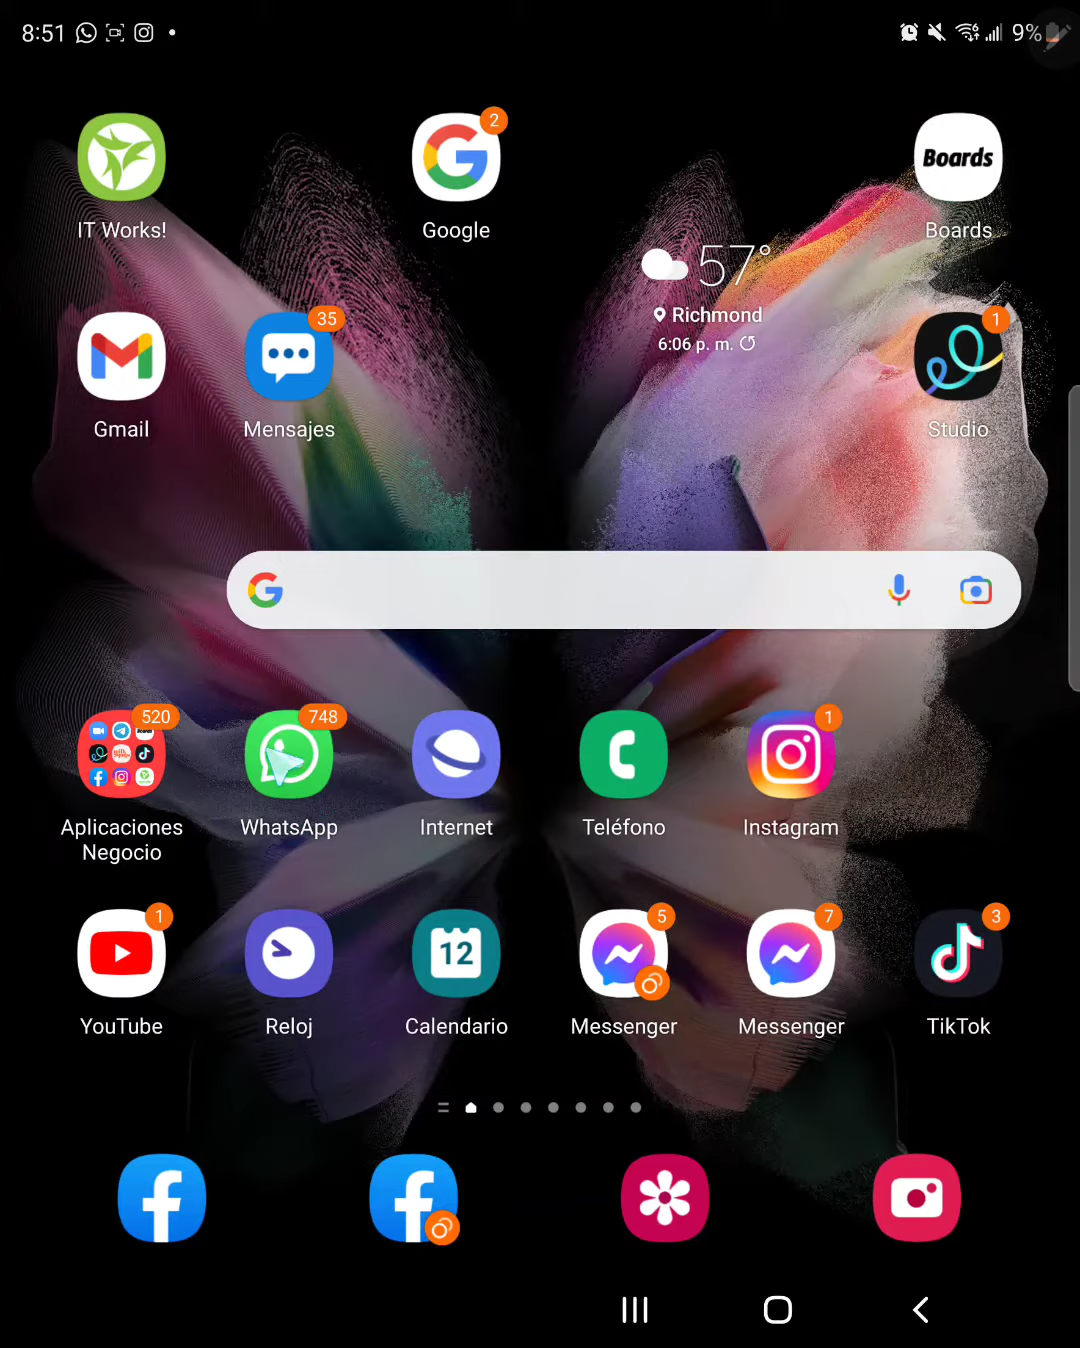 8:51
9%
2
IT Works!
Google
Boards
Boards
57°
Richmond
6:06 p. m.
35
1
Gmail
Mensajes
Studio
520
748
1
Aplicaciones
Negocio
WhatsApp
Internet
Teléfono
Instagram
1
12
5
7
3
YouTube
Reloj
Calendario
Messenger
Messenger
TikTok